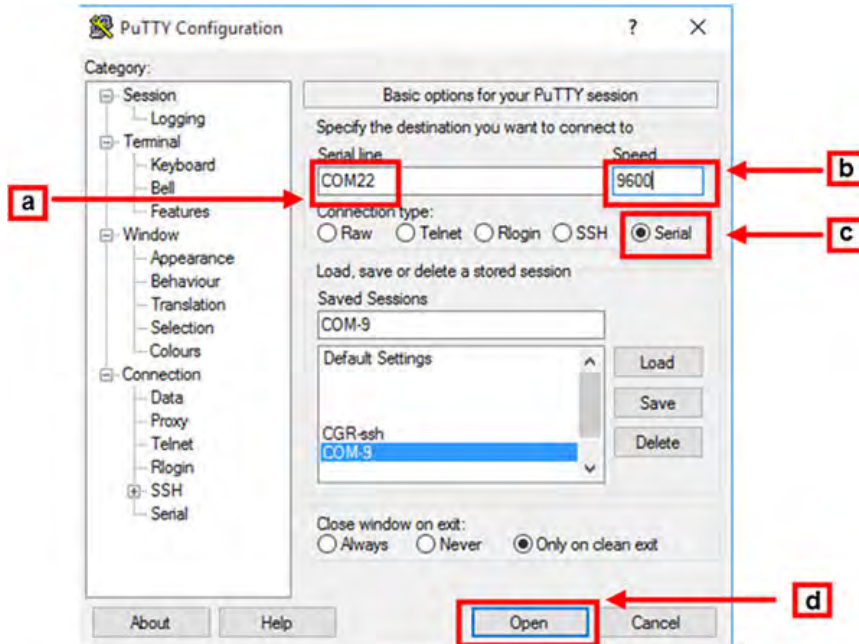 PuTTY Configuration ? X
Category:
Session
Logging
Terminal
Keyboard
Bell
Features
Window
Appearance
Behaviour
Translation
Selection
Colours
Connection
Data
Proxy
Telnet
Rlogin
SSH
Serial
Basic options for your PuTTY session
Specify the destination you want to connect to
Serial line Speed
COM22 9600
Connection type:
Raw Telnet Rlogin SSH Serial
Load, save or delete a stored session
Saved Sessions
COM-9
Default Settings
CGR-ssh
COM-9
Load
Save
Delete
Close window on exit:
Always Never Only on clean exit
About Help Open Cancel
a
b
c
d